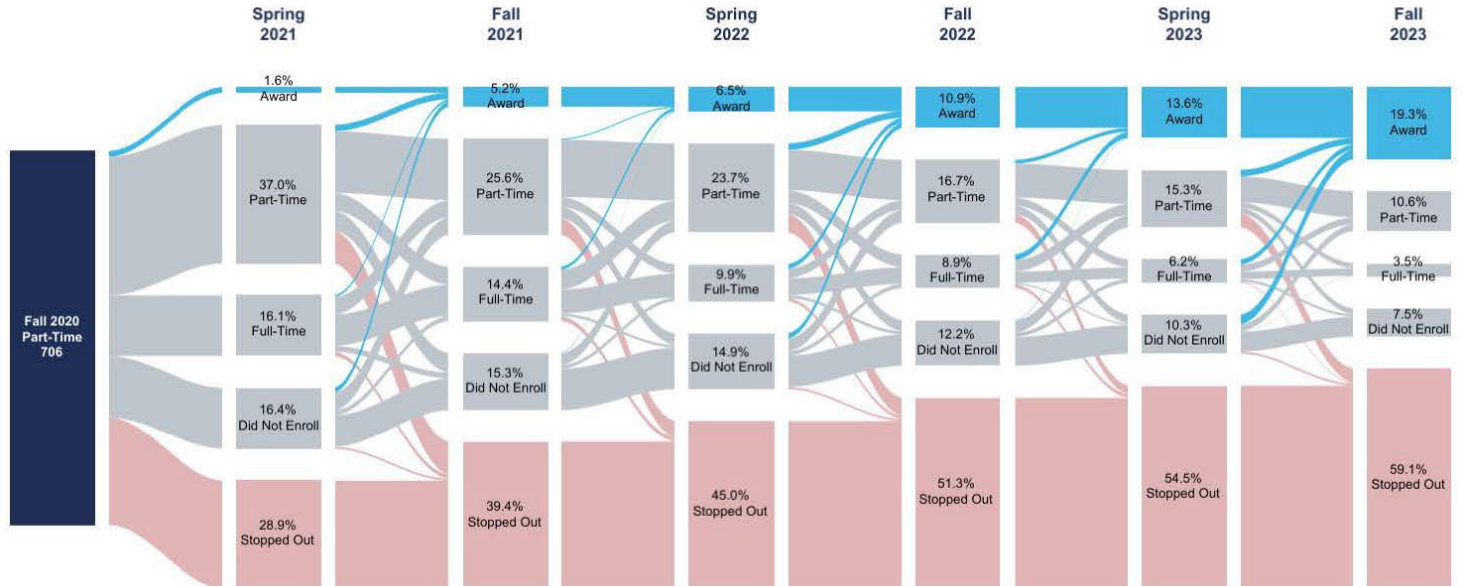 Spring
2021
Fall
2021
Spring
2022
Fall
2022
Spring
2023
Fall
2023
Fall 2020
Part-Time
706
1.6%
Award
37.0%
Part-Time
16.1%
Full-Time
16.4%
Did Not Enroll
28.9%
Stopped Out
5.2%
Award
25.6%
Part-Time
14.4%
Full-Time
15.3%
Did Not Enroll
39.4%
Stopped Out
6.5%
Award
23.7%
Part-Time
9.9%
Full-Time
14.9%
Did Not Enroll
45.0%
Stopped Out
10.9%
Award
16.7%
Part-Time
8.9%
Full-Time
12.2%
Did Not Enroll
51.3%
Stopped Out
13.6%
Award
15.3%
Part-Time
6.2%
Full-Time
10.3%
Did Not Enroll
54.5%
Stopped Out
19.3%
Award
10.6%
Part-Time
3.5%
Full-Time
7.5%
Did Not Enroll
59.1%
Stopped Out